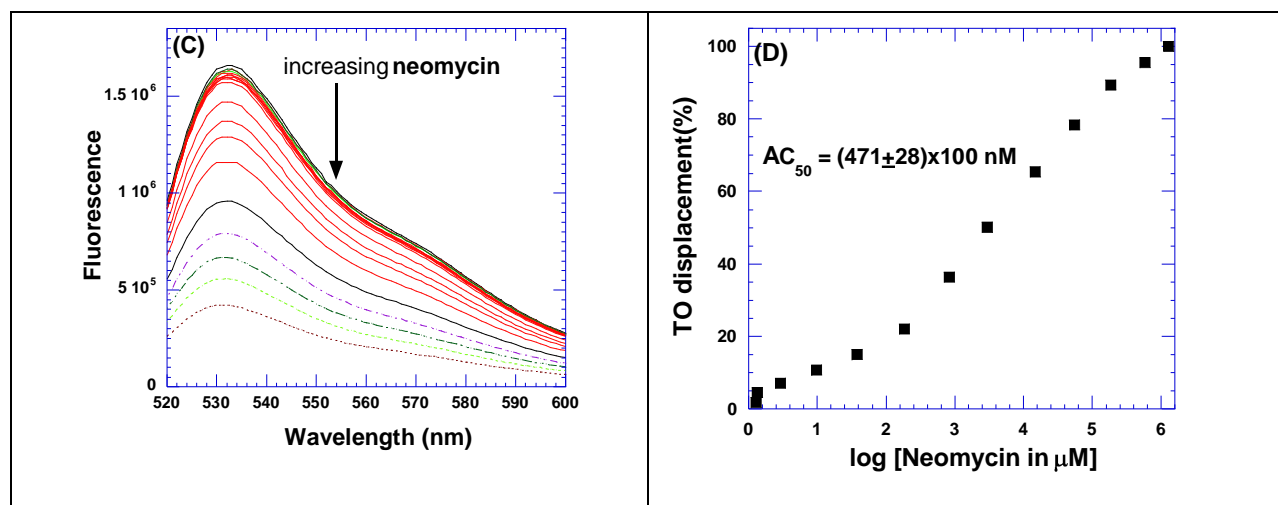 (C)
increasing neomycin
Fluorescence
1.5 10⁶
1 10⁶
5 10⁵
0
520 530 540 550 560 570 580 590 600
Wavelength (nm)
(D)
AC₅₀ = (471±28)x100 nM
TO displacement(%)
100
80
60
40
20
0
0 1 2 3 4 5 6
log [Neomycin in μM]